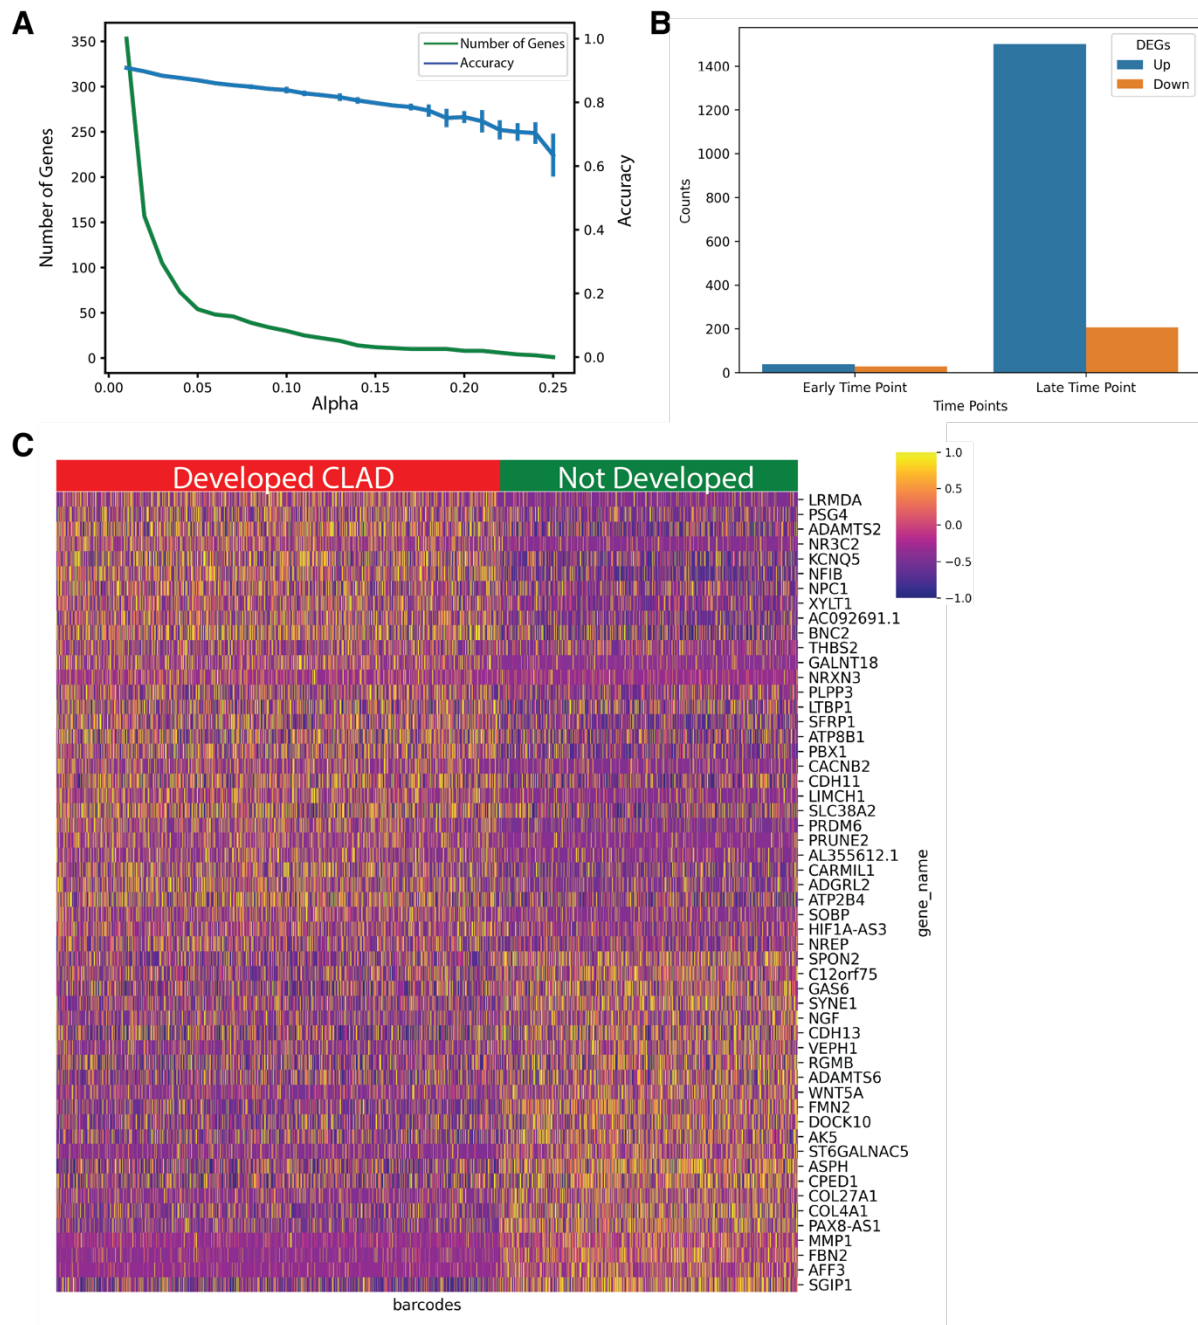 A
350
300
250
200
150
100
50
0
Number of Genes
0.00
0.05
0.10
0.15
0.20
0.25
Alpha
1.0
0.8
0.6
0.4
0.2
0.0
Accuracy
Number of Genes
Accuracy
B
1400
1200
1000
800
600
400
200
0
Counts
DEGs
Up
Down
Early Time Point
Late Time Point
Time Points
C
Developed CLAD
Not Developed
1.0
0.5
0.0
−0.5
−1.0
LRMDA
PSG4
ADAMTS2
NR3C2
KCNQ5
NFIB
NPC1
XYLT1
AC092691.1
BNC2
THBS2
GALNT18
NRXN3
PLPP3
LTBP1
SFRP1
ATP8B1
PBX1
CACNB2
CDH11
LIMCH1
SLC38A2
PRDM6
PRUNE2
AL355612.1
CARMIL1
ADGRL2
ATP2B4
SOBP
HIF1A-AS3
NREP
SPON2
C12orf75
GAS6
SYNE1
NGF
CDH13
VEPH1
RGMB
ADAMTS6
WNT5A
FMN2
DOCK10
AK5
ST6GALNAC5
ASPH
CPED1
COL27A1
COL4A1
PAX8-AS1
MMP1
FBN2
AFF3
SGIP1
gene_name
barcodes